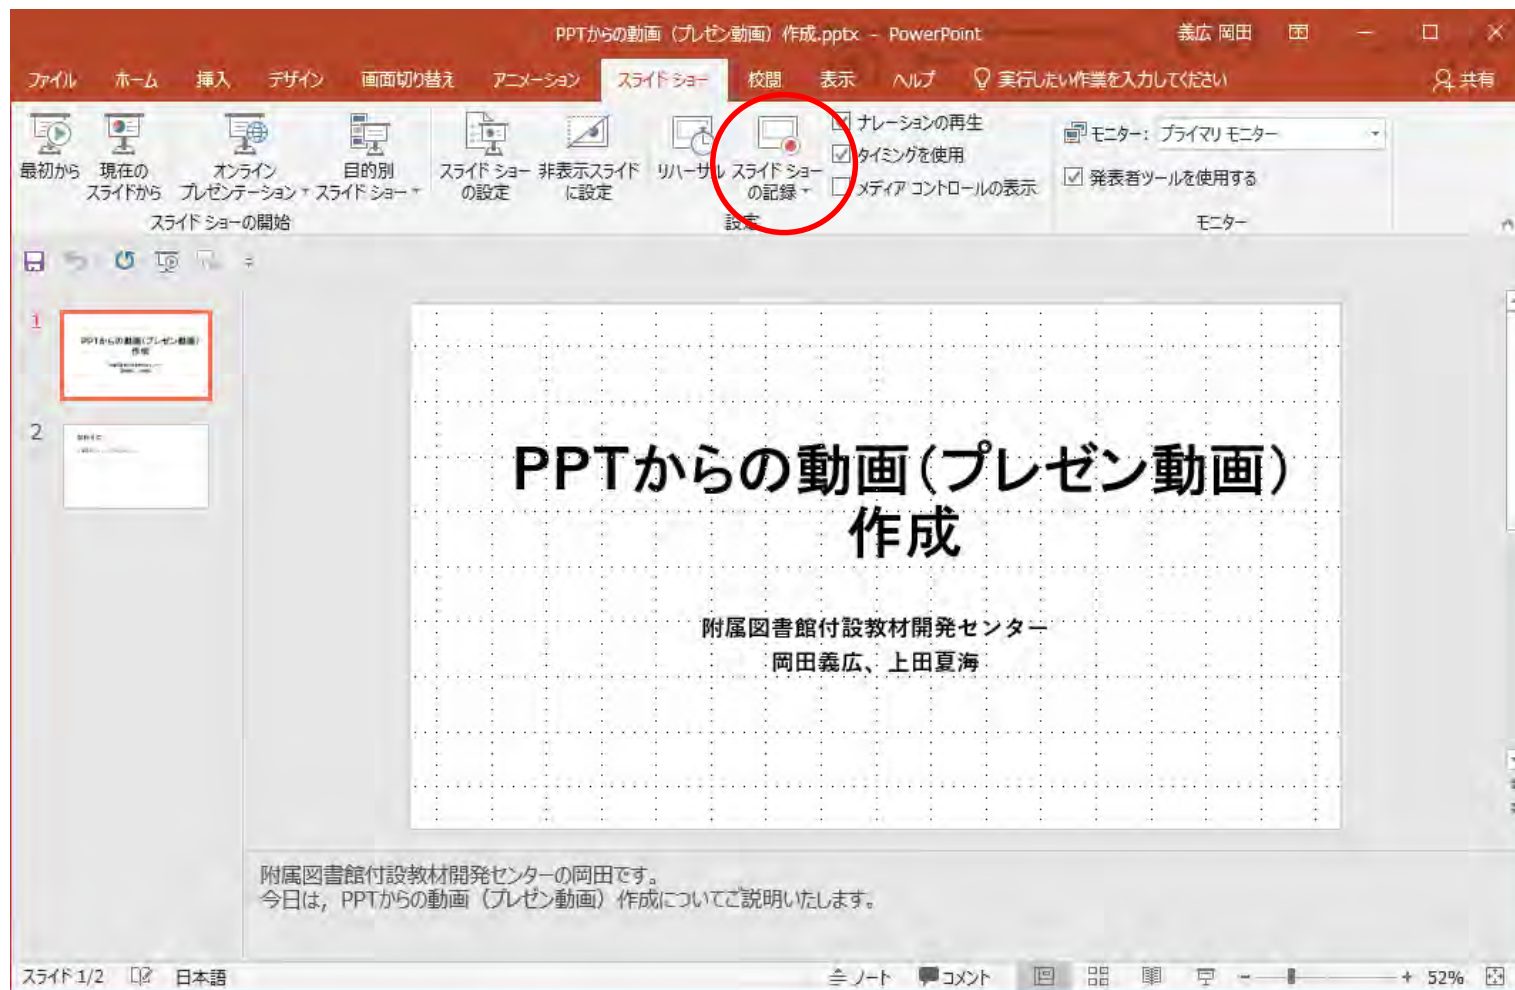 PPTからの動画（プレゼン動画）作成.pptx - PowerPoint
義広 岡田
ファイル ホーム 挿入 デザイン 画面切り替え アニメーション スライド ショー 校閲 表示 ヘルプ 実行したい作業を入力してください 共有
最初から
現在の
スライドから
オンライン
プレゼンテーション
目的別
スライド ショー
スライド ショー
の設定
非表示スライド
に設定
リハーサル
スライド ショー
の記録
ナレーションの再生
タイミングを使用
メディア コントロールの表示
モニター: プライマリ モニター
発表者ツールを使用する
スライド ショーの開始
設定
モニター
1
PPTからの動画(プレゼン動画)
作成
2
PPTからの動画(プレゼン動画)
作成
附属図書館付設教材開発センター
岡田義広、上田夏海
附属図書館付設教材開発センターの岡田です。
今日は，PPTからの動画（プレゼン動画）作成についてご説明いたします。
スライド 1/2 日本語
ノート コメント 52%